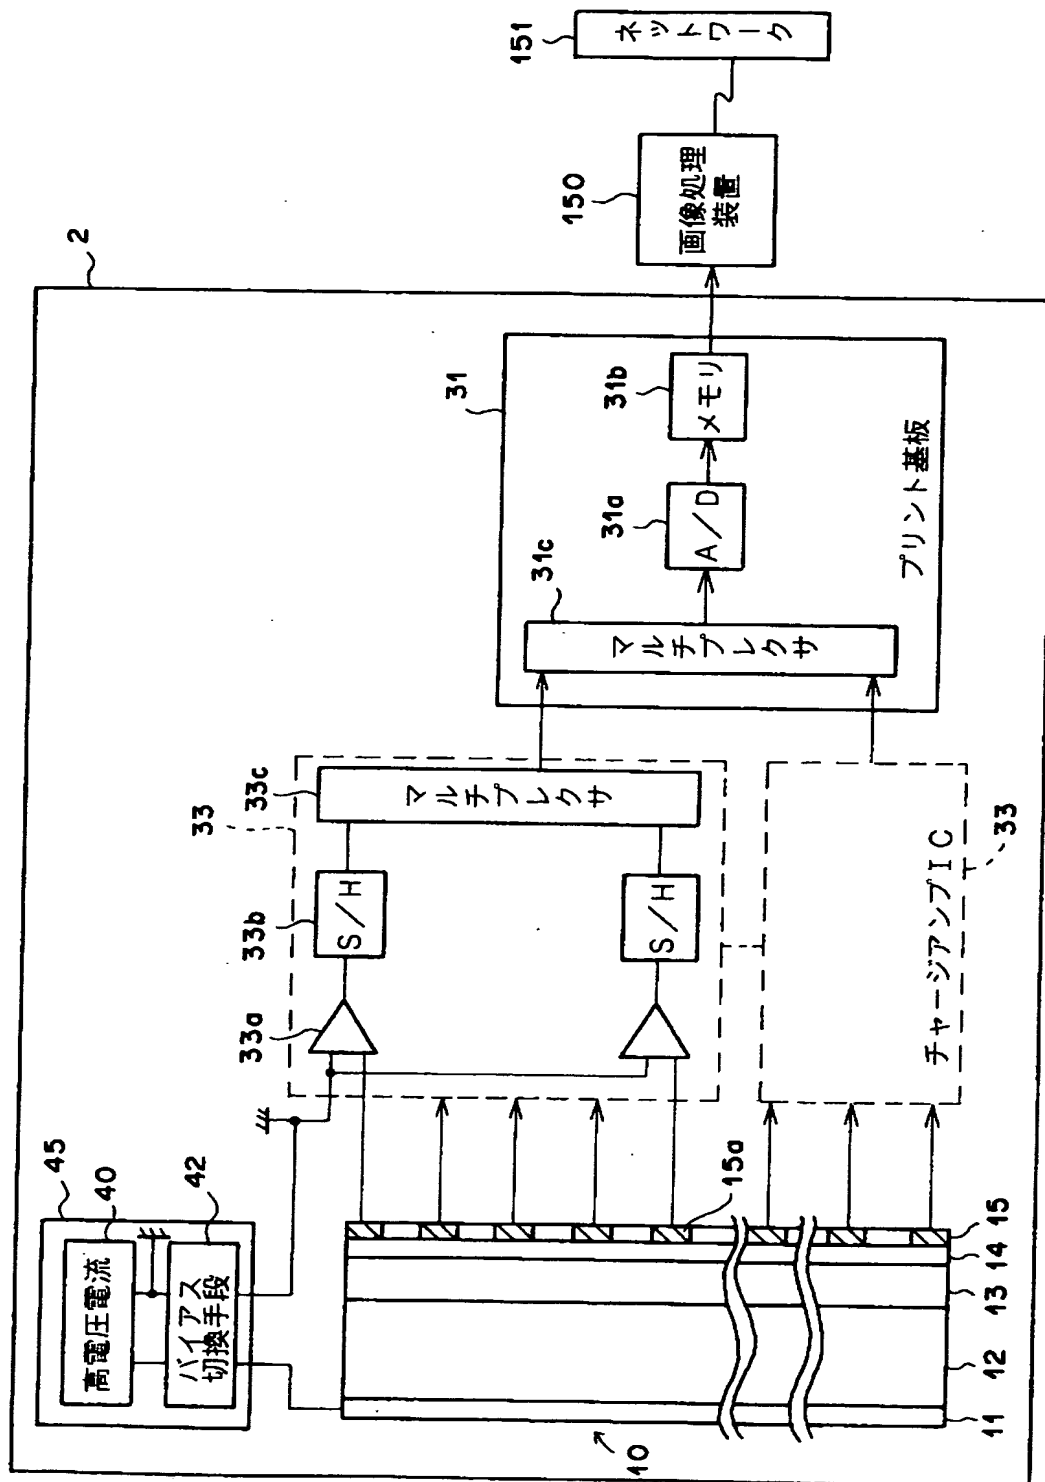 151
ネットワーク
150
画像処理
装置
2
31
31b
メモリ
31a
A/D
31c
マルチプレクサ
プリント基板
33
33c
マルチプレクサ
33b
S/H
S/H
33a
チャージアンプIC
33
45
40
高電圧電流
42
バイアス
切換手段
15a
15
14
13
12
11
10